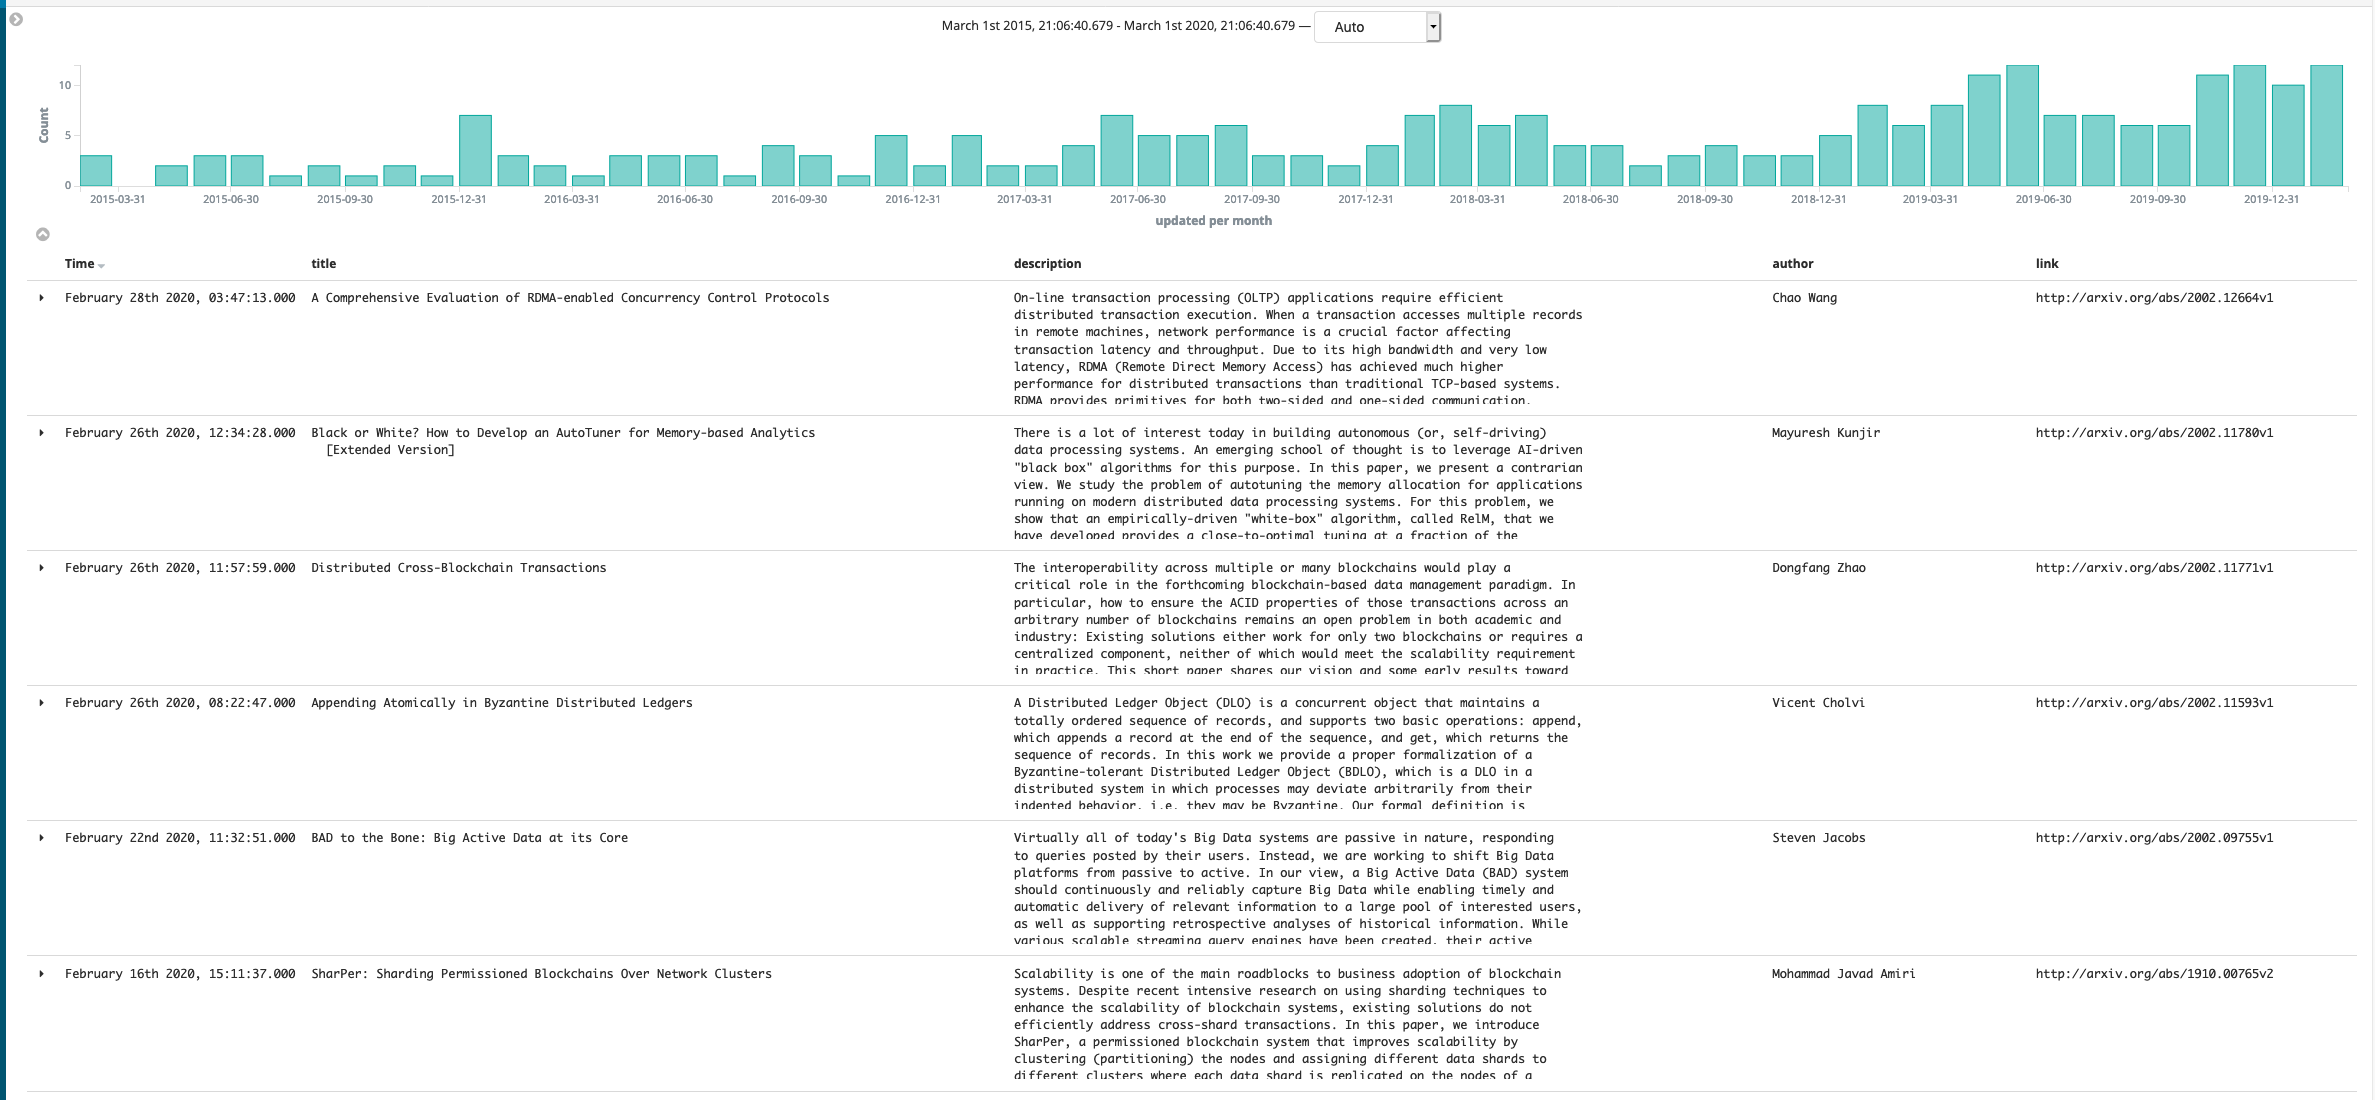 March 1st 2015, 21:06:40.679 - March 1st 2020, 21:06:40.679 — Auto
10
5
0
Count
2015-03-31 2015-06-30 2015-09-30 2015-12-31 2016-03-31 2016-06-30 2016-09-30 2016-12-31 2017-03-31 2017-06-30 2017-09-30 2017-12-31 2018-03-31 2018-06-30 2018-09-30 2018-12-31 2019-03-31 2019-06-30 2019-09-30 2019-12-31
updated per month
Time title description author link
February 28th 2020, 03:47:13.000 A Comprehensive Evaluation of RDMA-enabled Concurrency Control Protocols On-line transaction processing (OLTP) applications require efficient Chao Wang http://arxiv.org/abs/2002.12664v1
distributed transaction execution. When a transaction accesses multiple records
in remote machines, network performance is a crucial factor affecting
transaction latency and throughput. Due to its high bandwidth and very low
latency, RDMA (Remote Direct Memory Access) has achieved much higher
performance for distributed transactions than traditional TCP-based systems.
RDMA provides primitives for both two-sided and one-sided communication.
February 26th 2020, 12:34:28.000 Black or White? How to Develop an AutoTuner for Memory-based Analytics There is a lot of interest today in building autonomous (or, self-driving) Mayuresh Kunjir http://arxiv.org/abs/2002.11780v1
[Extended Version] data processing systems. An emerging school of thought is to leverage AI-driven
"black box" algorithms for this purpose. In this paper, we present a contrarian
view. We study the problem of autotuning the memory allocation for applications
running on modern distributed data processing systems. For this problem, we
show that an empirically-driven "white-box" algorithm, called RelM, that we
have developed provides a close-to-optimal tuning at a fraction of the
February 26th 2020, 11:57:59.000 Distributed Cross-Blockchain Transactions The interoperability across multiple or many blockchains would play a Dongfang Zhao http://arxiv.org/abs/2002.11771v1
critical role in the forthcoming blockchain-based data management paradigm. In
particular, how to ensure the ACID properties of those transactions across an
arbitrary number of blockchains remains an open problem in both academic and
industry: Existing solutions either work for only two blockchains or requires a
centralized component, neither of which would meet the scalability requirement
in practice. This short paper shares our vision and some early results toward
February 26th 2020, 08:22:47.000 Appending Atomically in Byzantine Distributed Ledgers A Distributed Ledger Object (DLO) is a concurrent object that maintains a Vicent Cholvi http://arxiv.org/abs/2002.11593v1
totally ordered sequence of records, and supports two basic operations: append,
which appends a record at the end of the sequence, and get, which returns the
sequence of records. In this work we provide a proper formalization of a
Byzantine-tolerant Distributed Ledger Object (BDLO), which is a DLO in a
distributed system in which processes may deviate arbitrarily from their
indented behavior, i.e. they may be Byzantine. Our formal definition is
February 22nd 2020, 11:32:51.000 BAD to the Bone: Big Active Data at its Core Virtually all of today's Big Data systems are passive in nature, responding Steven Jacobs http://arxiv.org/abs/2002.09755v1
to queries posted by their users. Instead, we are working to shift Big Data
platforms from passive to active. In our view, a Big Active Data (BAD) system
should continuously and reliably capture Big Data while enabling timely and
automatic delivery of relevant information to a large pool of interested users,
as well as supporting retrospective analyses of historical information. While
various scalable streaming query engines have been created, their active
February 16th 2020, 15:11:37.000 SharPer: Sharding Permissioned Blockchains Over Network Clusters Scalability is one of the main roadblocks to business adoption of blockchain Mohammad Javad Amiri http://arxiv.org/abs/1910.00765v2
systems. Despite recent intensive research on using sharding techniques to
enhance the scalability of blockchain systems, existing solutions do not
efficiently address cross-shard transactions. In this paper, we introduce
SharPer, a permissioned blockchain system that improves scalability by
clustering (partitioning) the nodes and assigning different data shards to
different clusters where each data shard is replicated on the nodes of a